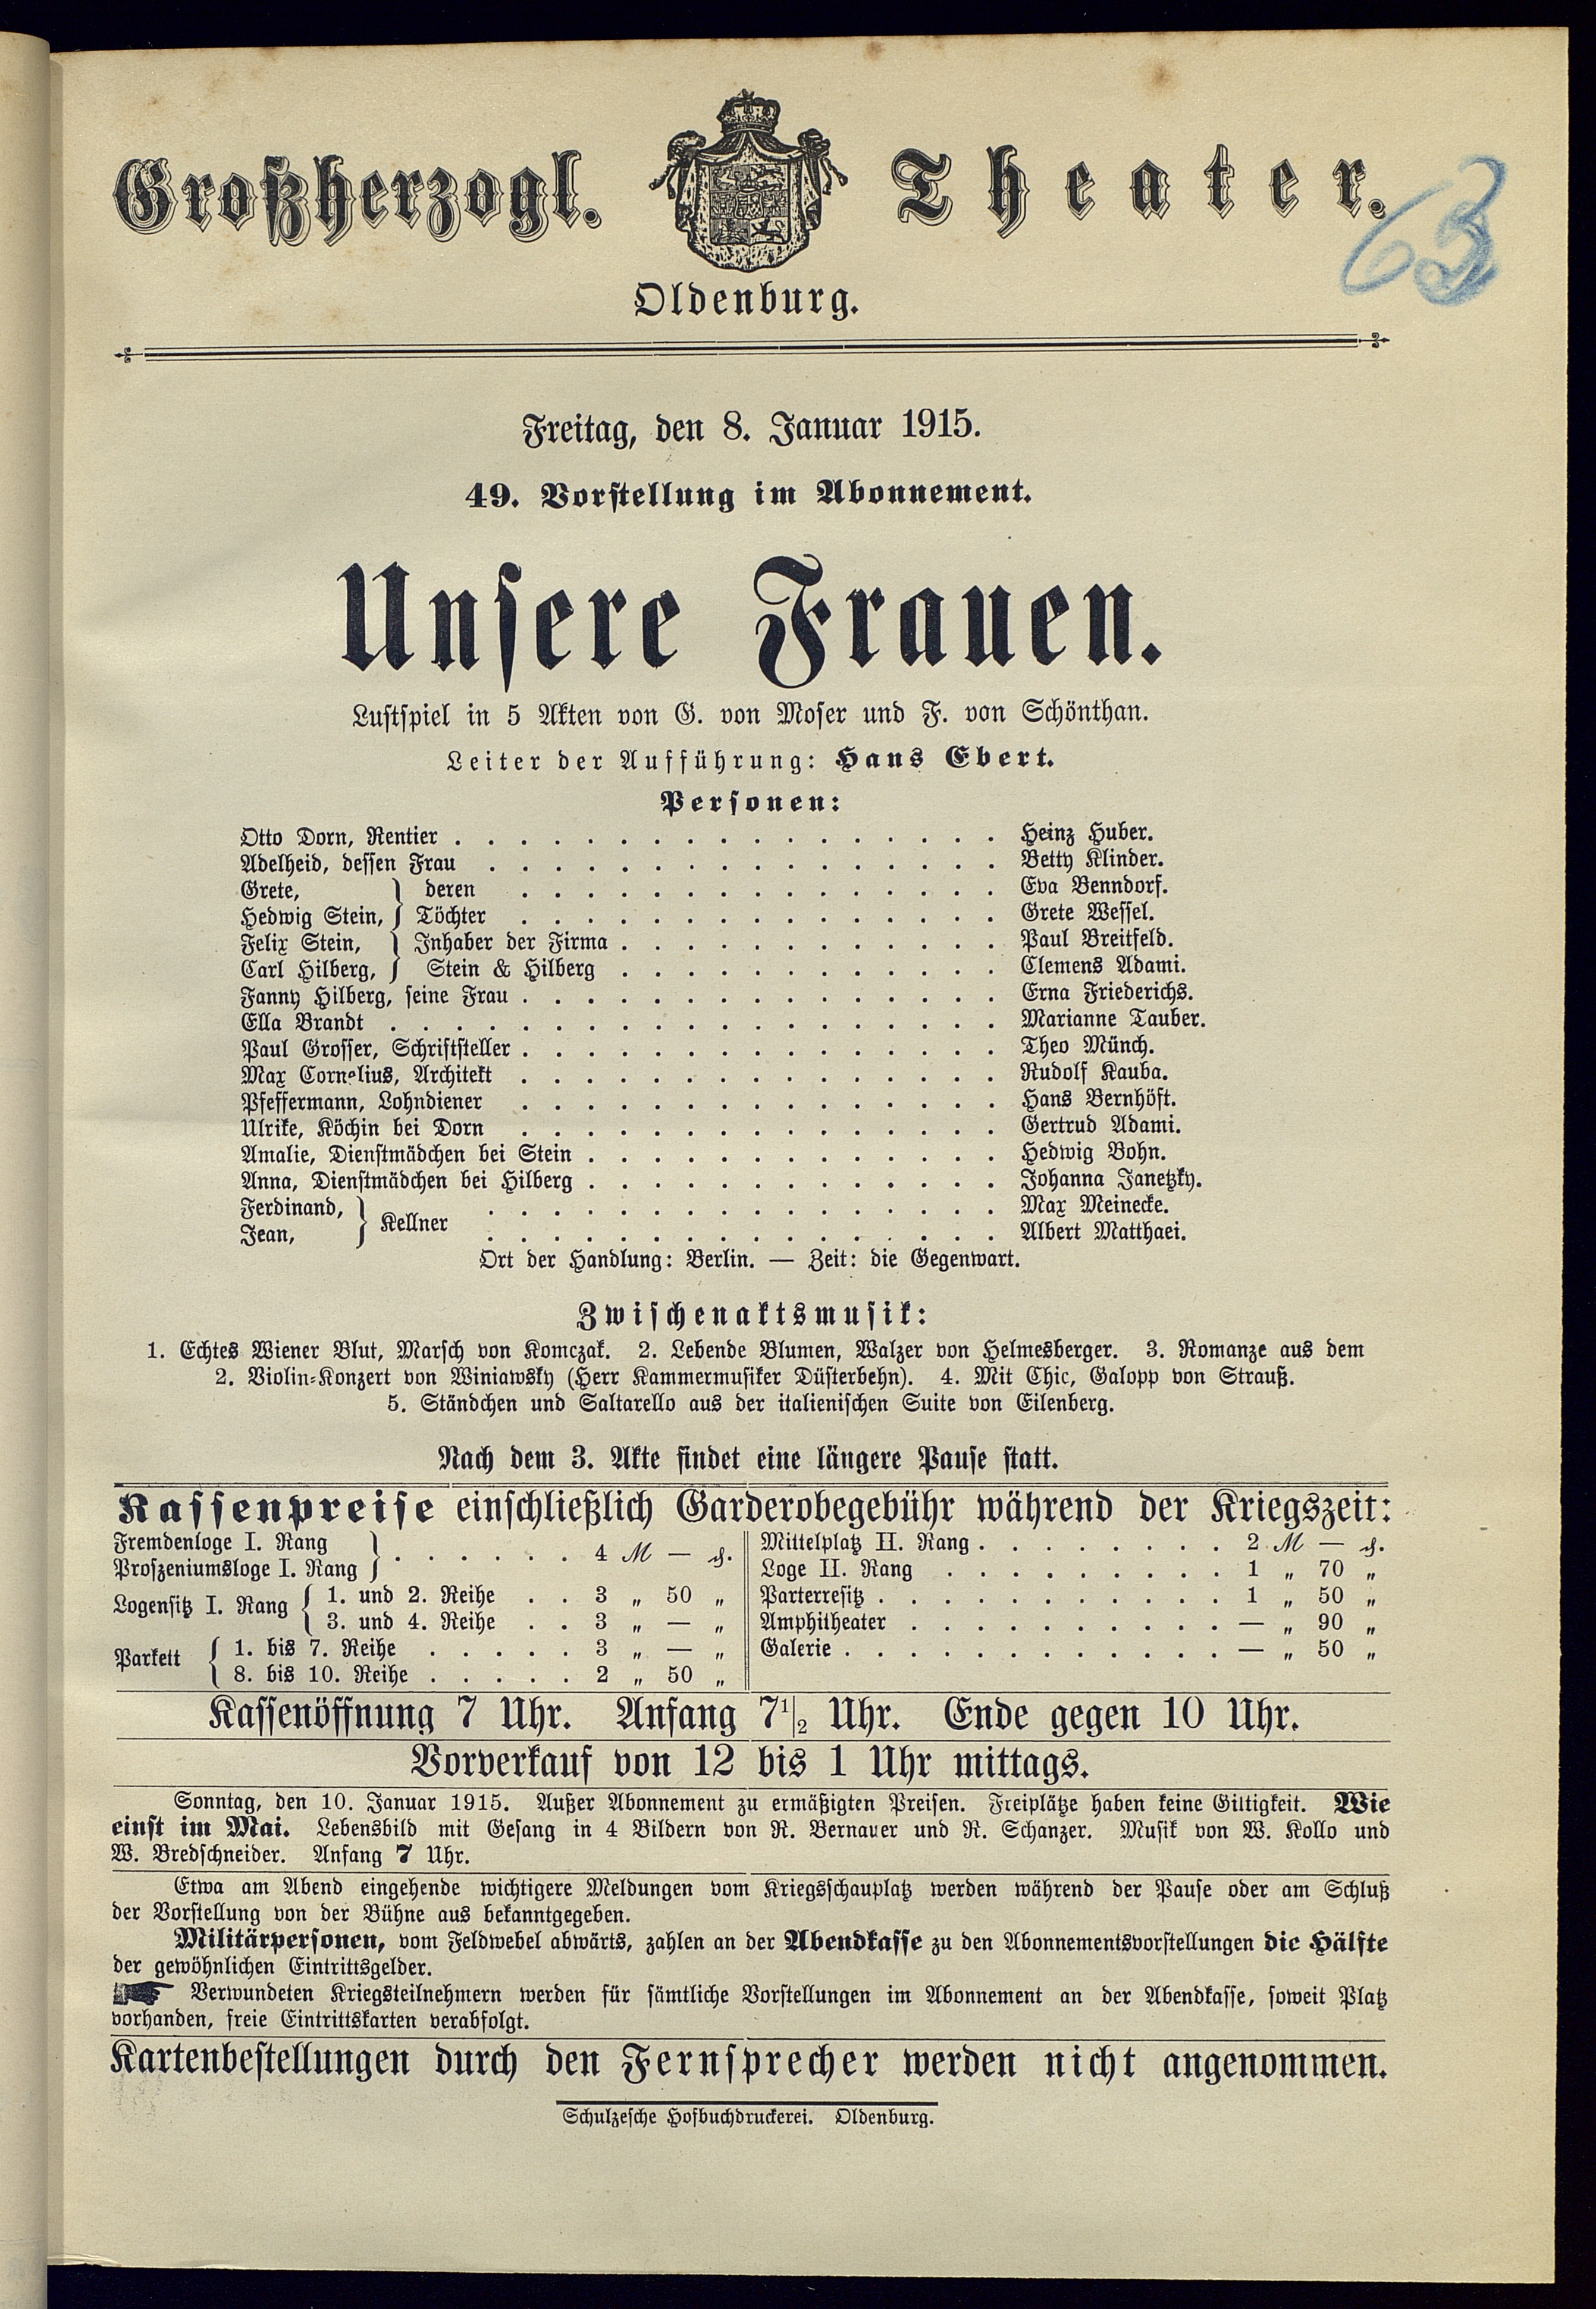 Großherzogl. Theater.
63
Oldenburg.
Freitag, den 8. Januar 1915.
49. Vorstellung im Abonnement.
Unsere Frauen.
Lustspiel in 5 Akten von G. von Moser und F. von Schönthan.
Leiter der Aufführung: Hans Ebert.
Personen:
Otto Dorn, Rentier . . . . . . . . . . . . . . . . . Heinz Huber.
Adelheid, dessen Frau . . . . . . . . . . . . . . . . Betty Klinder.
Grete, } deren . . . . . . . . . . . . . . . Eva Benndorf.
Hedwig Stein, } Töchter . . . . . . . . . . . . . . . Grete Wessel.
Felix Stein, } Inhaber der Firma . . . . . . . . . . . . Paul Breitfeld.
Carl Hilberg, } Stein & Hilberg . . . . . . . . . . . . Clemens Adami.
Fanny Hilberg, seine Frau . . . . . . . . . . . . . . . Erna Friederichs.
Ella Brandt . . . . . . . . . . . . . . . . . . . Marianne Tauber.
Paul Grosser, Schriftsteller . . . . . . . . . . . . . . . Theo Münch.
Max Cornelius, Architekt . . . . . . . . . . . . . . . Rudolf Kauba.
Pfeffermann, Lohndiener . . . . . . . . . . . . . . . Hans Bernhöft.
Ulrike, Köchin bei Dorn . . . . . . . . . . . . . . . Gertrud Adami.
Amalie, Dienstmädchen bei Stein . . . . . . . . . . . . . Hedwig Bohn.
Anna, Dienstmädchen bei Hilberg . . . . . . . . . . . . . Johanna Janetzky.
Ferdinand, } Kellner . . . . . . . . . . . . . . . . Max Meinecke.
Jean, } . . . . . . . . . . . . . . . . Albert Matthaei.
Ort der Handlung: Berlin. — Zeit: die Gegenwart.
Zwischenaktsmusik:
1. Echtes Wiener Blut, Marsch von Komczak. 2. Lebende Blumen, Walzer von Helmesberger. 3. Romanze aus dem
2. Violin-Konzert von Winiawsky (Herr Kammermusiker Düsterbehn). 4. Mit Chic, Galopp von Strauß.
5. Ständchen und Saltarello aus der italienischen Suite von Eilenberg.
Nach dem 3. Akte findet eine längere Pause statt.
Kassenpreise einschließlich Garderobegebühr während der Kriegszeit:
Fremdenloge I. Rang
Proszeniumsloge I. Rang } . . . . . . 4 M — ₰.
Logensitz I. Rang { 1. und 2. Reihe . . 3 „ 50 „
3. und 4. Reihe . . 3 „ — „
Parkett { 1. bis 7. Reihe . . . . . 3 „ — „
8. bis 10. Reihe . . . . . 2 „ 50 „
Mittelplatz II. Rang . . . . . . . . 2 M — ₰.
Loge II. Rang . . . . . . . . . 1 „ 70 „
Parterresitz . . . . . . . . . . . 1 „ 50 „
Amphitheater . . . . . . . . . . — „ 90 „
Galerie . . . . . . . . . . . . — „ 50 „
Kassenöffnung 7 Uhr. Anfang 7 1/2 Uhr. Ende gegen 10 Uhr.
Vorverkauf von 12 bis 1 Uhr mittags.
Sonntag, den 10. Januar 1915. Außer Abonnement zu ermäßigten Preisen. Freiplätze haben keine Giltigkeit. Wie
einst im Mai. Lebensbild mit Gesang in 4 Bildern von R. Bernauer und R. Schanzer. Musik von W. Kollo und
W. Bredschneider. Anfang 7 Uhr.
Etwa am Abend eingehende wichtigere Meldungen vom Kriegsschauplatz werden während der Pause oder am Schluß
der Vorstellung von der Bühne aus bekanntgegeben.
Militärpersonen, vom Feldwebel abwärts, zahlen an der Abendkasse zu den Abonnementsvorstellungen die Hälfte
der gewöhnlichen Eintrittsgelder.
Verwundeten Kriegsteilnehmern werden für sämtliche Vorstellungen im Abonnement an der Abendkasse, soweit Platz
vorhanden, freie Eintrittskarten verabfolgt.
Kartenbestellungen durch den Fernsprecher werden nicht angenommen.
Schulzesche Hofbuchdruckerei. Oldenburg.